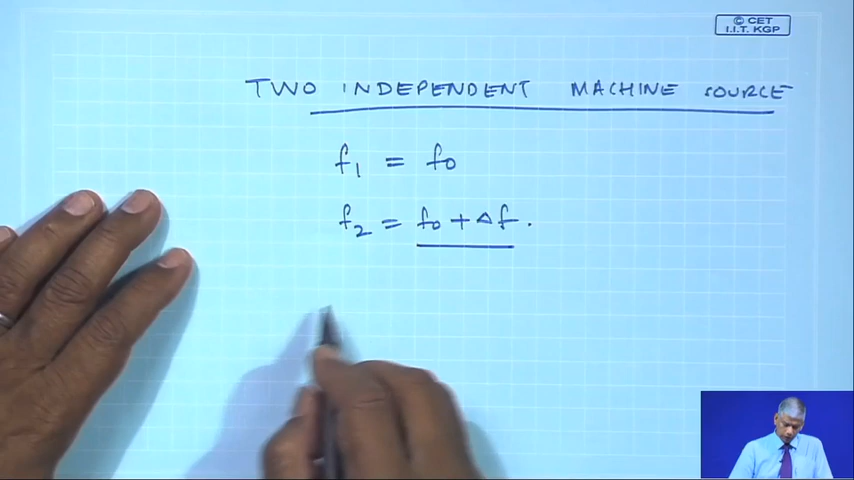 © CET
I.I.T. KGP
TWO INDEPENDENT MACHINE SOURCE
f₁ = f₀
f₂ = f₀ + Δf.